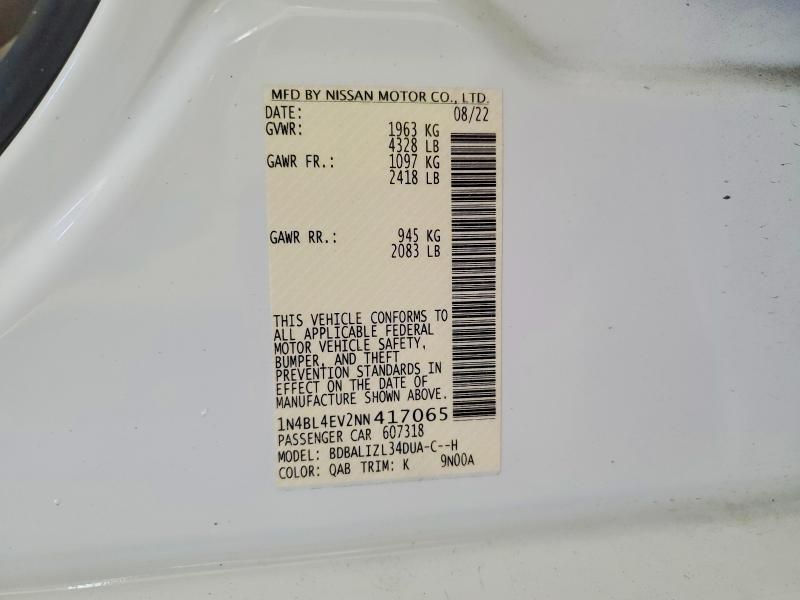 MFD BY NISSAN MOTOR CO., LTD.
DATE: 08/22
GVWR: 1963 KG
4328 LB
GAWR FR.: 1097 KG
2418 LB
GAWR RR.: 945 KG
2083 LB
THIS VEHICLE CONFORMS TO
ALL APPLICABLE FEDERAL
MOTOR VEHICLE SAFETY,
BUMPER, AND THEFT
PREVENTION STANDARDS IN
EFFECT ON THE DATE OF
MANUFACTURE SHOWN ABOVE.
1N4BL4EV2NN417065
PASSENGER CAR 607318
MODEL: BDBALIZL34DUA-C--H
COLOR: QAB TRIM: K 9N00A